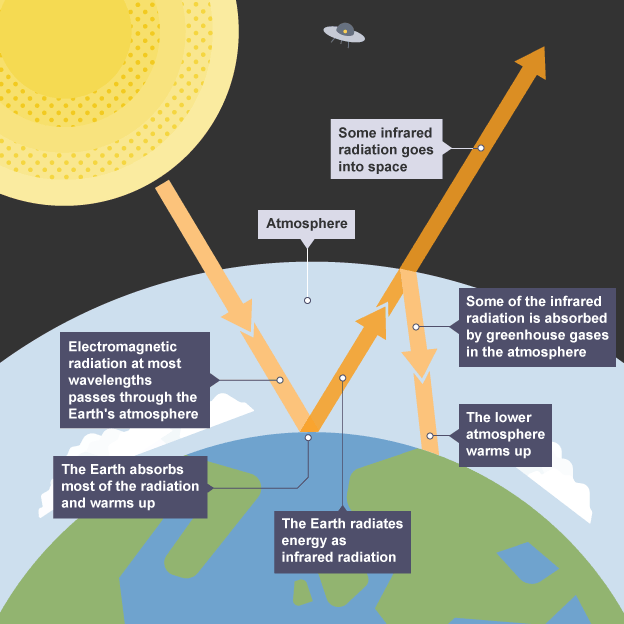 Some infrared
radiation goes
into space
Atmosphere
Some of the infrared
radiation is absorbed
by greenhouse gases
in the atmosphere
Electromagnetic
radiation at most
wavelengths
passes through the
Earth's atmosphere
The lower
atmosphere
warms up
The Earth absorbs
most of the radiation
and warms up
The Earth radiates
energy as
infrared radiation